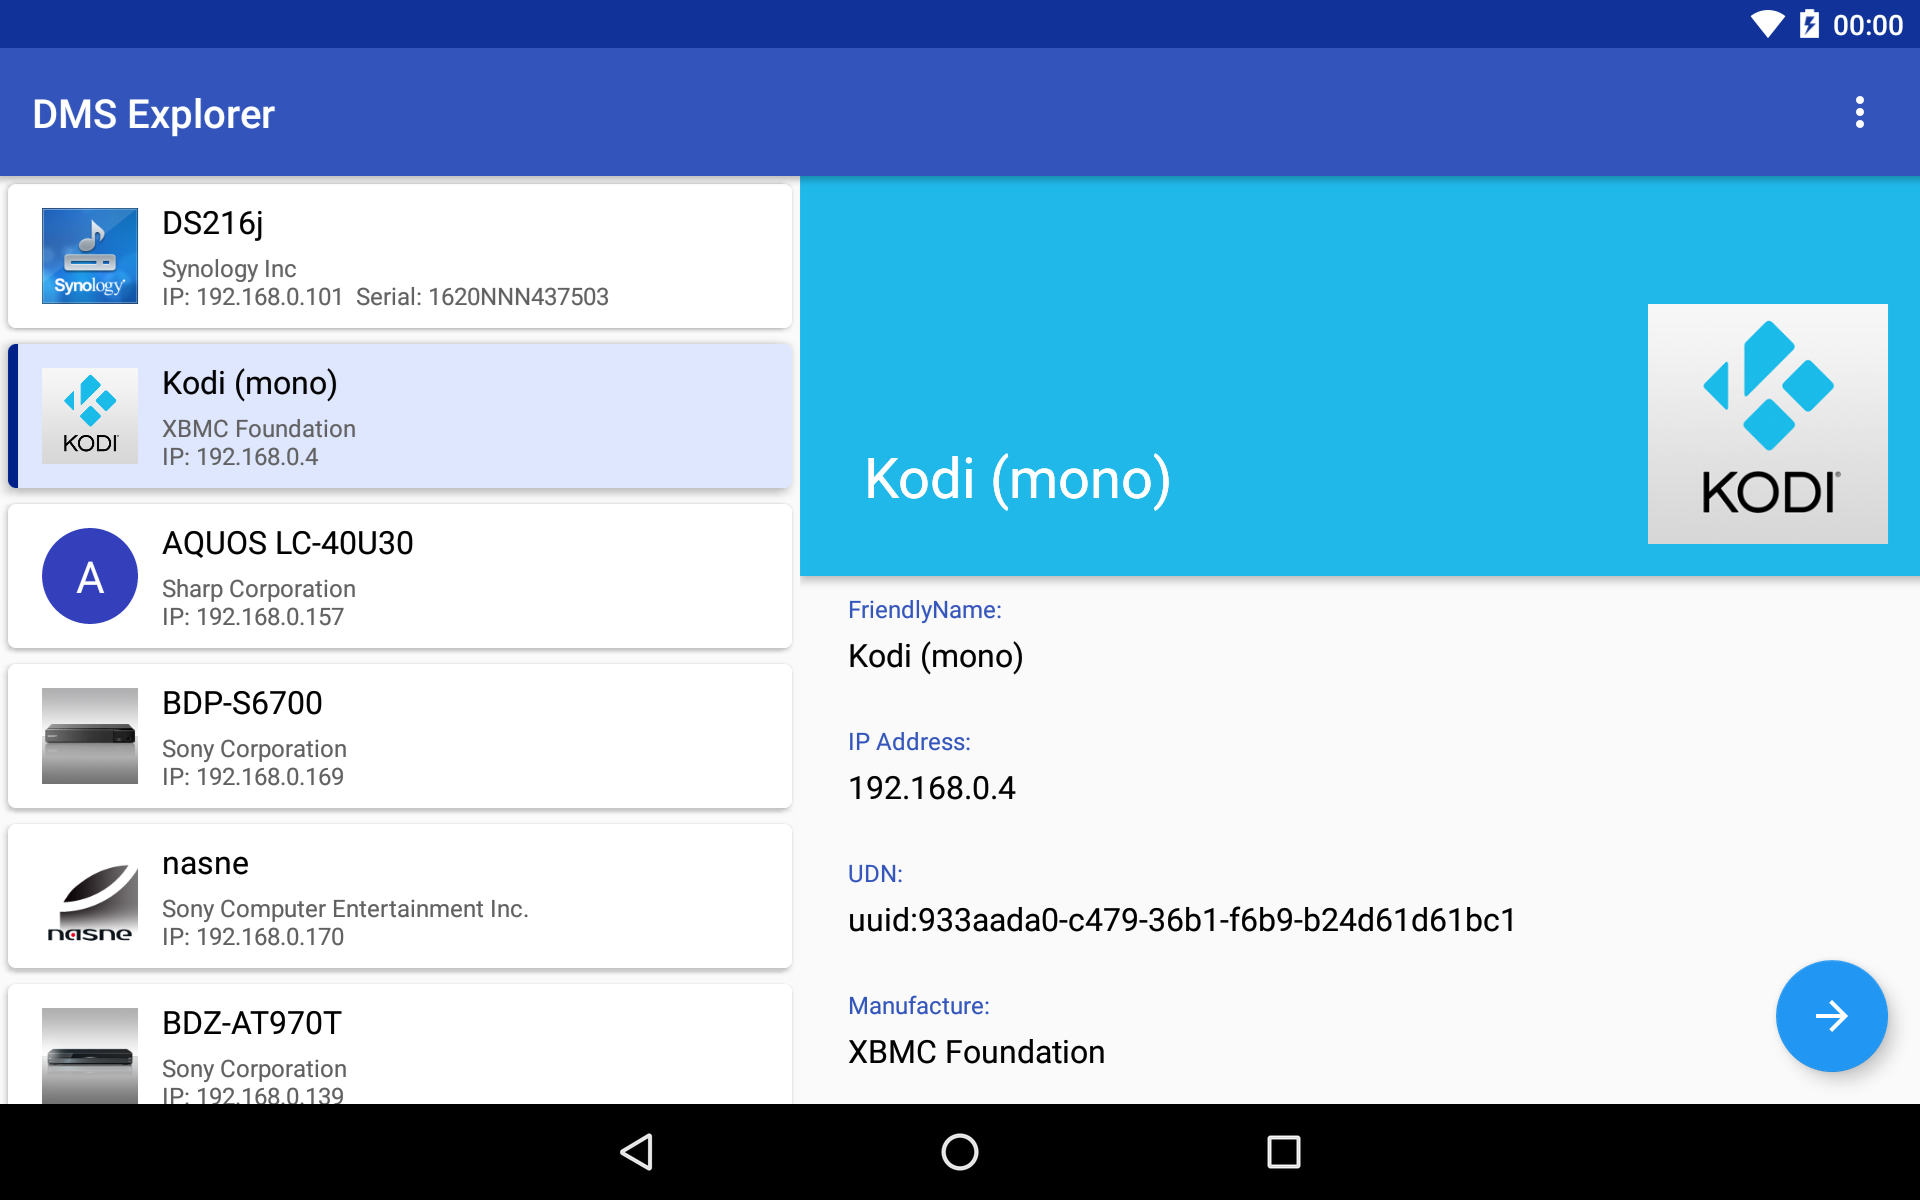 00:00
DMS Explorer
Synology
DS216j
Synology Inc
IP: 192.168.0.101 Serial: 1620NNN437503
KODI
Kodi (mono)
XBMC Foundation
IP: 192.168.0.4
A
AQUOS LC-40U30
Sharp Corporation
IP: 192.168.0.157
BDP-S6700
Sony Corporation
IP: 192.168.0.169
nasne
nasne
Sony Computer Entertainment Inc.
IP: 192.168.0.170
BDZ-AT970T
Sony Corporation
IP: 192.168.0.139
Kodi (mono)
KODI®
FriendlyName:
Kodi (mono)
IP Address:
192.168.0.4
UDN:
uuid:933aada0-c479-36b1-f6b9-b24d61d61bc1
Manufacture:
XBMC Foundation